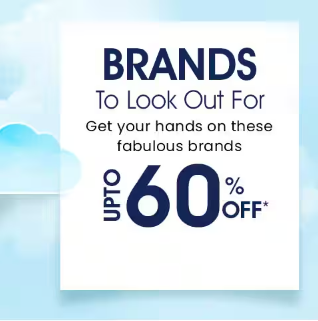 BRANDS
To Look Out For
Get your hands on these
fabulous brands
UPTO 60% OFF*